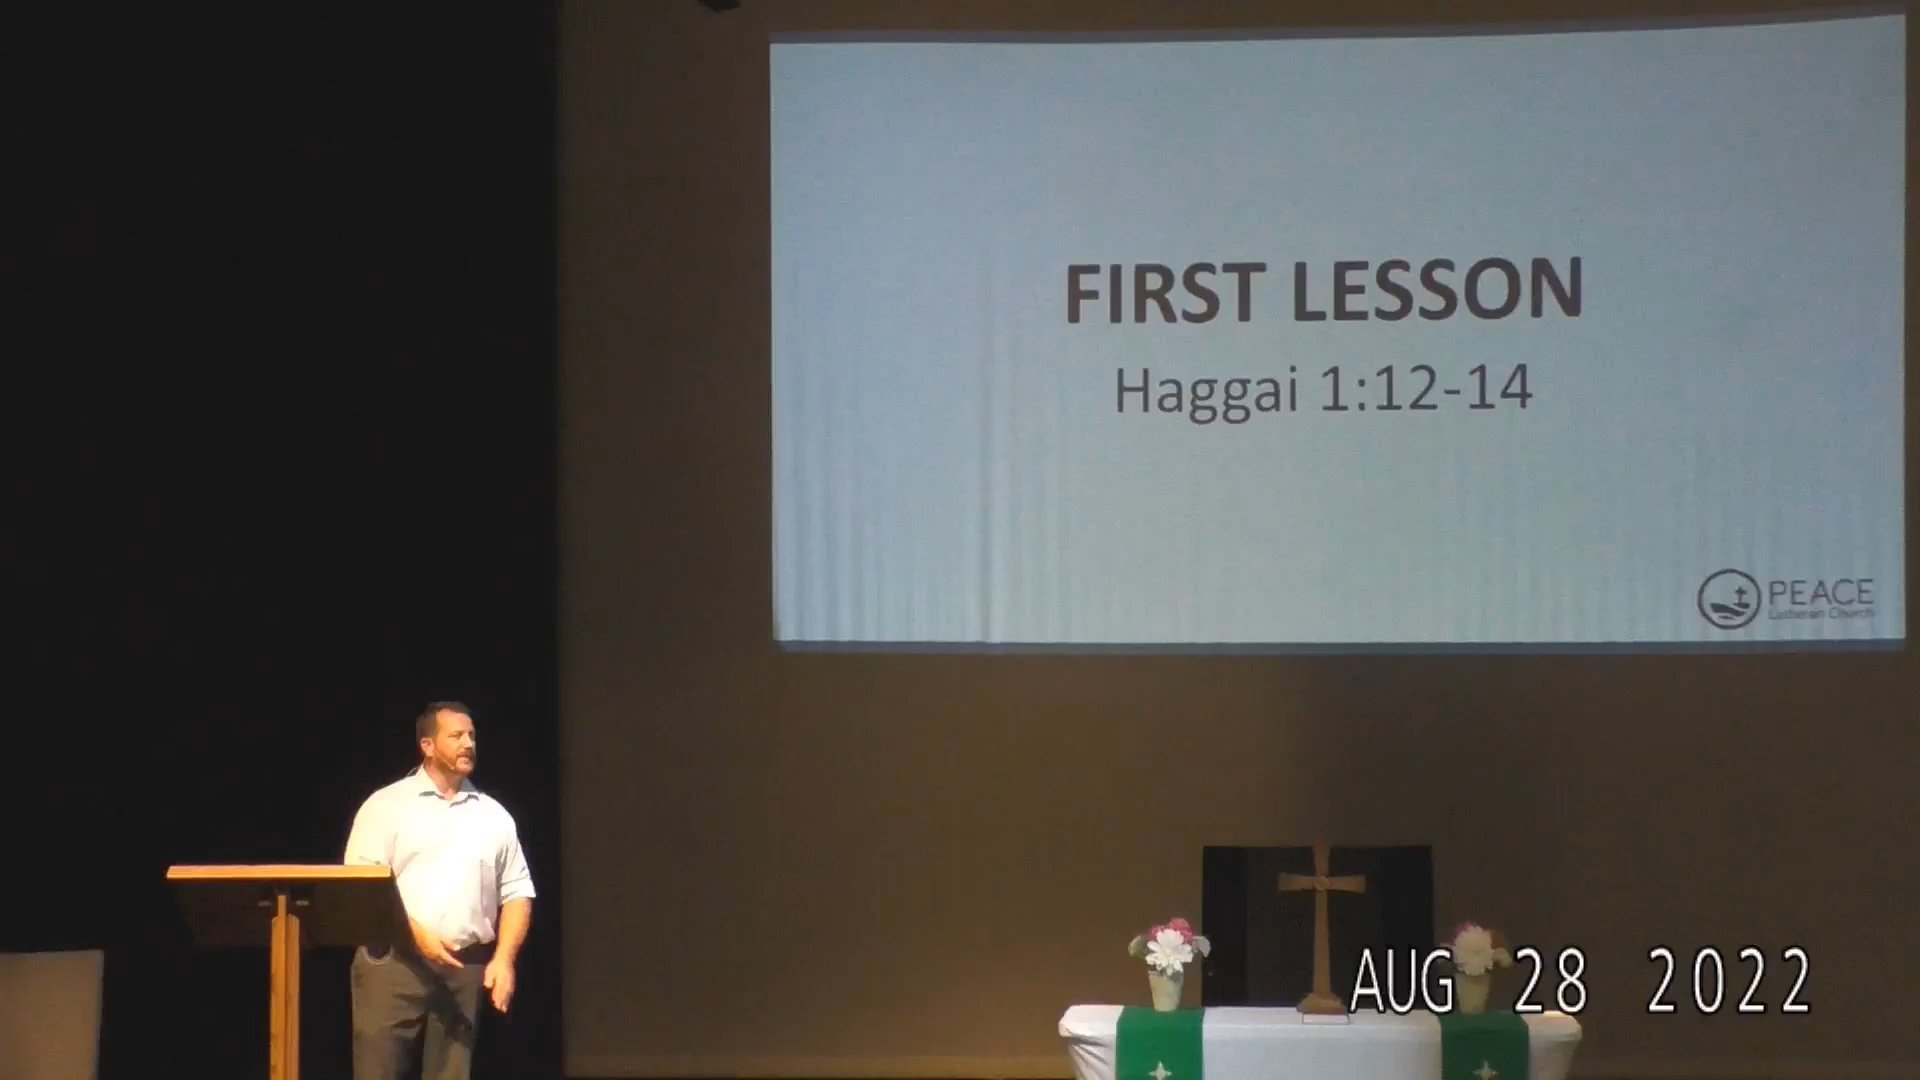 FIRST LESSON
Haggai 1:12-14
PEACE
Lutheran Church
AUG 28 2022